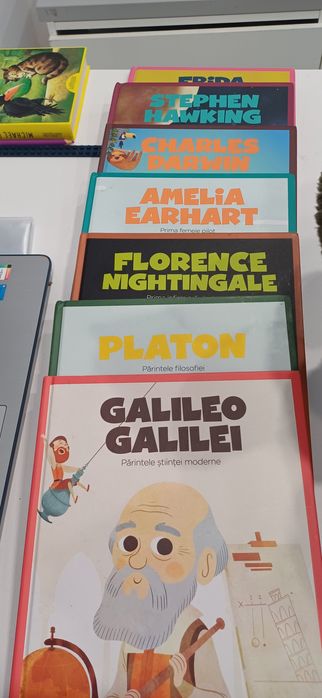 MICHAEL
FRIDA
STEPHEN
HAWKING
CHARLES
DARWIN
AMELIA
EARHART
Prima femeie pilot
FLORENCE
NIGHTINGALE
PLATON
Părintele filosofiei
GALILEO
GALILEI
Părintele științei moderne